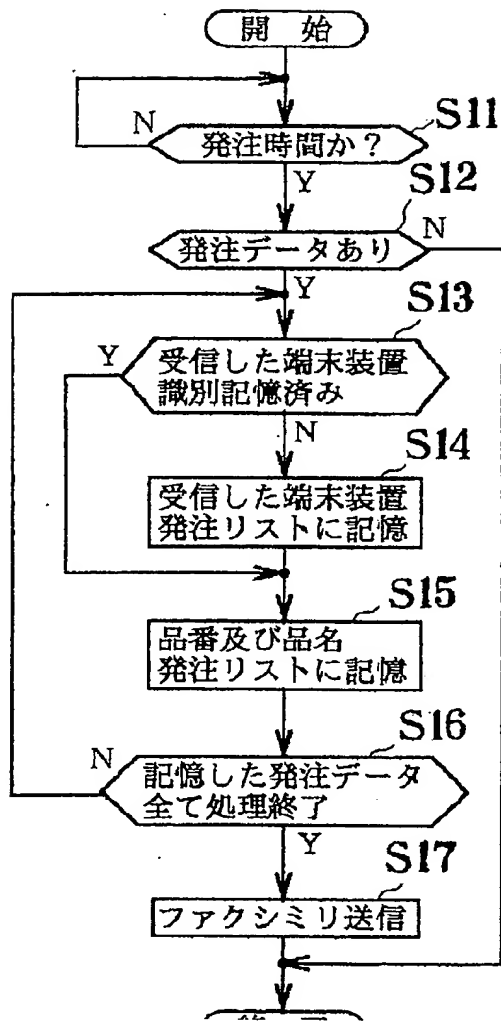 開始
S11
N
発注時間か？
Y
S12
N
発注データあり
Y
S13
Y
受信した端末装置
識別記憶済み
N
S14
受信した端末装置
発注リストに記憶
S15
品番及び品名
発注リストに記憶
S16
N
記憶した発注データ
全て処理終了
Y
S17
ファクシミリ送信